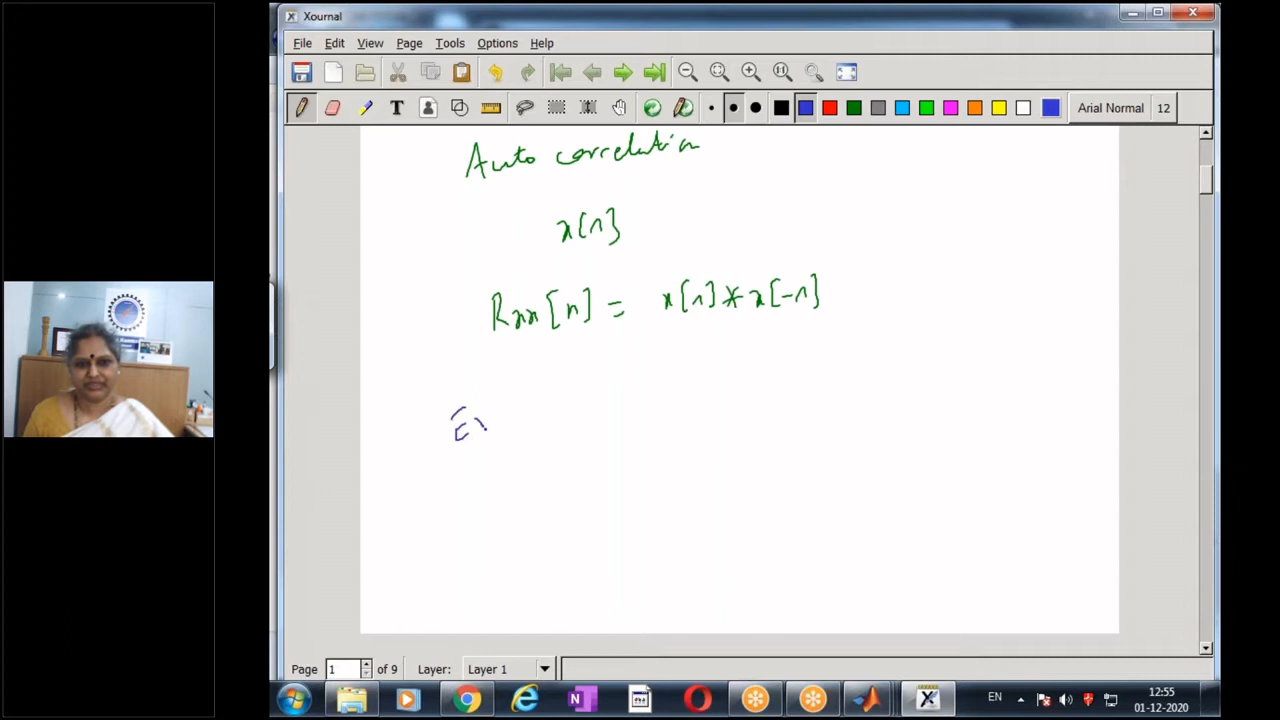 Xournal
File Edit View Page Tools Options Help
T Arial Normal 12
Auto correlation
x[n]
Rxx[n] = x[n] * x[-n]
Page 1 of 9 Layer: Layer 1
EN 12:55
01-12-2020